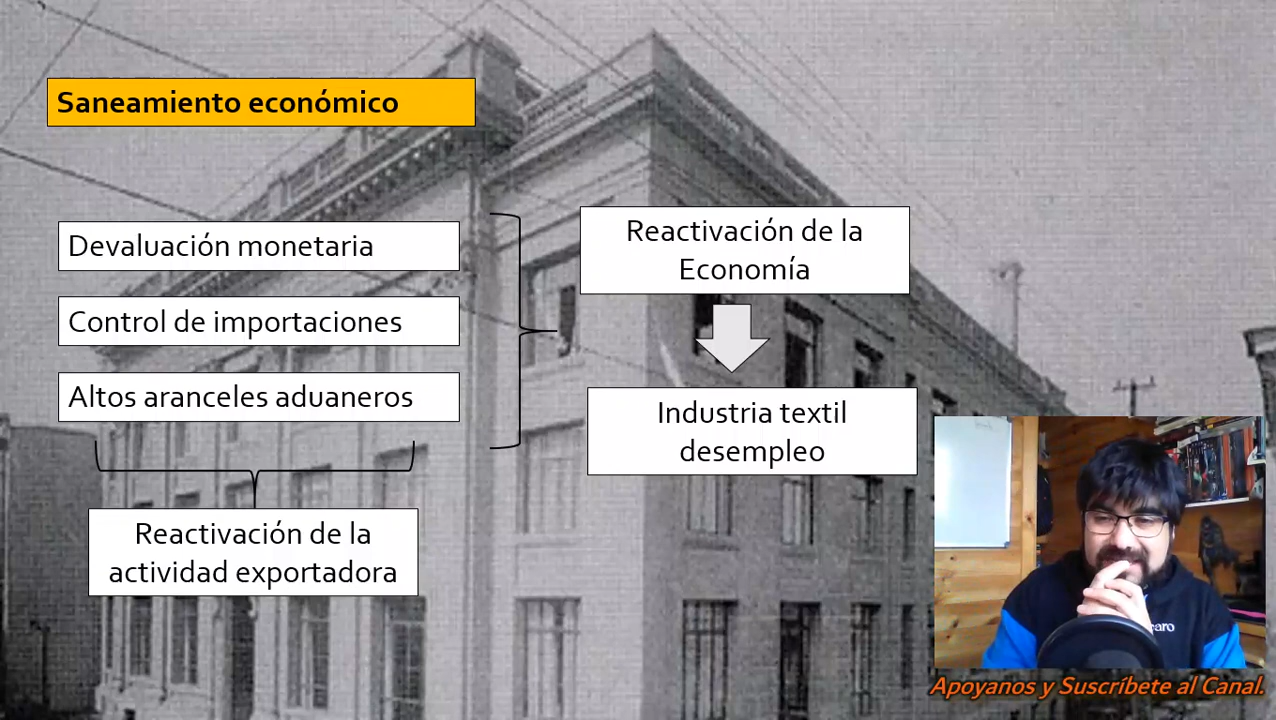 Saneamiento económico
Devaluación monetaria
Control de importaciones
Altos aranceles aduaneros
Reactivación de la
actividad exportadora
Reactivación de la
Economía
Industria textil
desempleo
Apoyanos y Suscríbete al Canal.